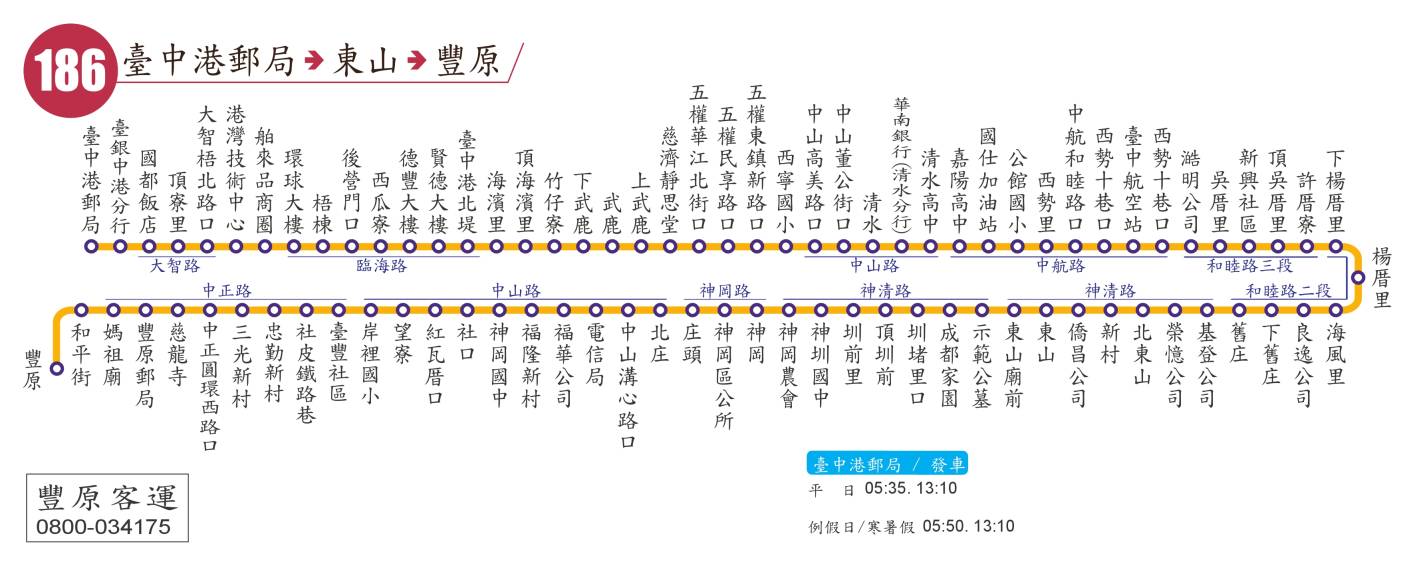 186
臺中港郵局➔東山➔豐原
臺中港郵局
臺銀中港分行
國都飯店
頂寮里
大智梧北路口
港灣技術中心
舶來品商圈
環球大樓
梧棟
後營門口
西瓜寮
德豐大樓
賢德大樓
臺中港北堤
海濱里
頂海濱里
竹仔寮
下武鹿
武鹿
上武鹿
慈濟靜思堂
五權華江北街口
五權民享路口
五權東鎮新路口
西寧國小
中山高美路口
中山董公街口
清水
華南銀行(清水分行)
清水高中
嘉陽高中
國仕加油站
公館國小
西勢里
中航和睦路口
西勢十巷口
臺中航空站
西勢十巷口
澔明公司
吳厝里
新興社區
頂吳厝里
許厝寮
下楊厝里
大智路
臨海路
中山路
中航路
和睦路三段
楊厝里
中正路
中山路
神岡路
神清路
神清路
和睦路二段
豐原
和平街
媽祖廟
豐原郵局
慈龍寺
中正圓環西路口
三光新村
忠勤新村
社皮鐵路巷
臺豐社區
岸裡國小
望寮
紅瓦厝口
社口
神岡國中
福隆新村
福華公司
電信局
中山溝心路口
北庄
庄頭
神岡區公所
神岡
神岡農會
神圳國中
圳前里
頂圳前
圳堵里口
成都家園
示範公墓
東山廟前
東山
僑昌公司
新村
北東山
榮憶公司
基登公司
舊庄
下舊庄
良逸公司
海風里
臺中港郵局 / 發車
平 日 05:35. 13:10
例假日/寒暑假 05:50. 13:10
豐原客運
0800-034175